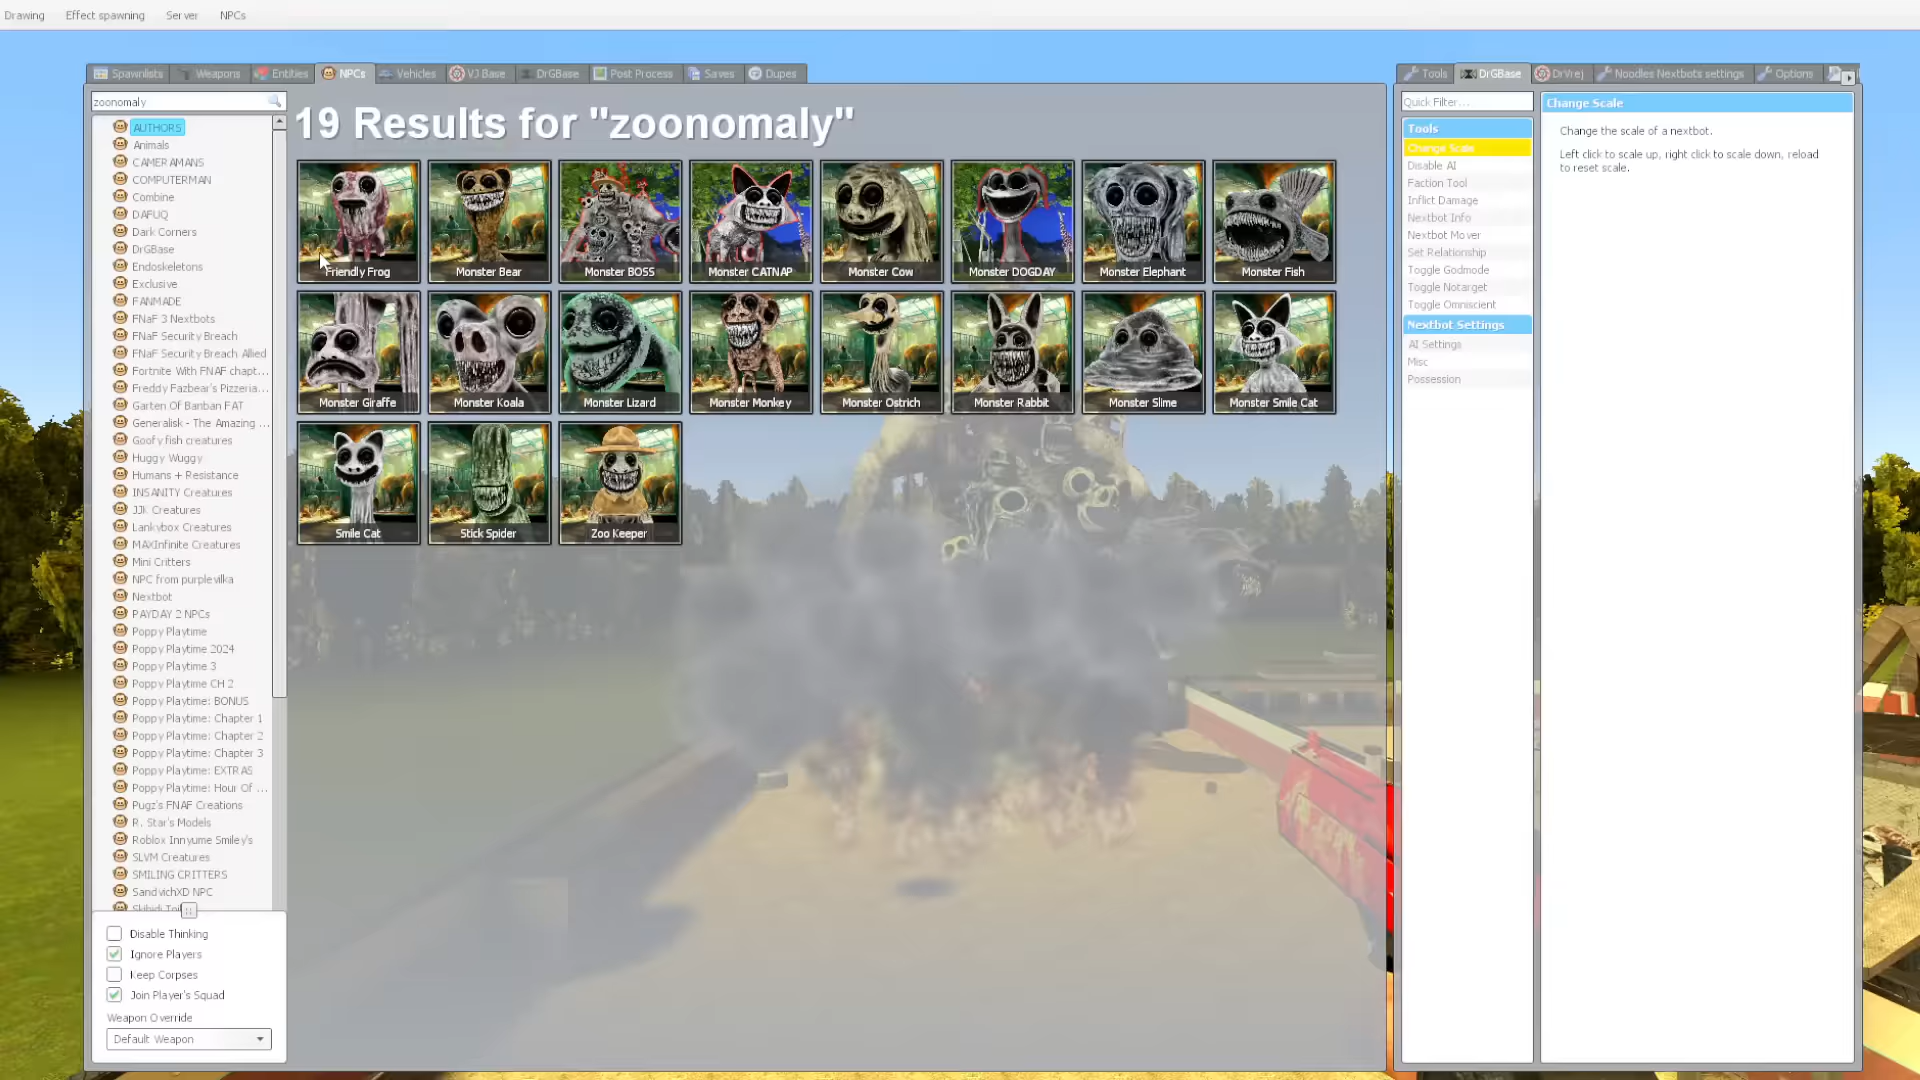 Drawing Effect spawning Server NPCs
Spawnlists Weapons Entities NPCs Vehicles VJ Base DrGBase Post Process Saves Dupes
zoonomaly
AUTHORS
Animals
CAMERAMANS
COMPUTERMAN
Combine
DAFUQ
Dark Corners
DrGBase
Endoskeletons
Exclusive
FANMADE
FNaF 3 Nextbots
FNaF Security Breach
FNaF Security Breach Allied
Fortnite With FNAF chapt...
Freddy Fazbear's Pizzeria...
Garten Of Banban FAT
Generalisk - The Amazing ...
Goofy fish creatures
Huggy Wuggy
Humans + Resistance
INSANITY Creatures
JJK Creatures
Lankybox Creatures
MAXInfinite Creatures
Mini Critters
NPC from purplevilka
Nextbot
PAYDAY 2 NPCs
Poppy Playtime
Poppy Playtime 2024
Poppy Playtime 3
Poppy Playtime CH 2
Poppy Playtime: BONUS
Poppy Playtime: Chapter 1
Poppy Playtime: Chapter 2
Poppy Playtime: Chapter 3
Poppy Playtime: EXTRAS
Poppy Playtime: Hour Of ...
Pugz's FNAF Creations
R. Star's Models
Roblox Innyume Smiley's
SLVM Creatures
SMILING CRITTERS
SandvichXD NPC
Disable Thinking
Ignore Players
Keep Corpses
Join Player's Squad
Weapon Override
Default Weapon
19 Results for "zoonomaly"
Friendly Frog Monster Bear Monster BOSS Monster CATNAP Monster Cow Monster DOGDAY Monster Elephant Monster Fish
Monster Giraffe Monster Koala Monster Lizard Monster Monkey Monster Ostrich Monster Rabbit Monster Slime Monster Smile Cat
Smile Cat Stick Spider Zoo Keeper
Tools DrGBase DrVrej Noodles Nextbots settings Options
Quick Filter...
Tools
Change Scale
Disable AI
Faction Tool
Inflict Damage
Nextbot Info
Nextbot Mover
Set Relationship
Toggle Godmode
Toggle Notarget
Toggle Omniscient
Nextbot Settings
AI Settings
Misc
Possession
Change Scale
Change the scale of a nextbot.
Left click to scale up, right click to scale down, reload
to reset scale.